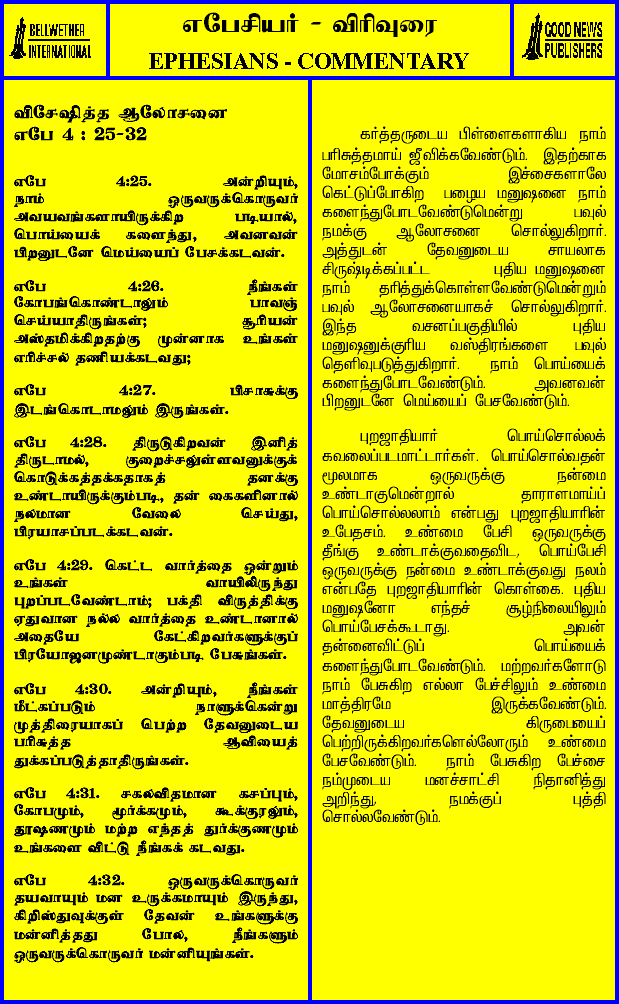 BELLWETHER
INTERNATIONAL
எபேசியர் - விரிவுரை
EPHESIANS - COMMENTARY
GOOD NEWS
PUBLISHERS
விசேஷித்த ஆலோசனை
எபே 4 : 25-32
எபே 4:25. அன்றியும்,
நாம் ஒருவருக்கொருவர்
அவயவங்களாயிருக்கிற படியால்,
பொய்யைக் களைந்து, அவனவன்
பிறனுடனே மெய்யைப் பேசக்கடவன்.
எபே 4:26. நீங்கள்
கோபங்கொண்டாலும் பாவஞ்
செய்யாதிருங்கள்; சூரியன்
அஸ்தமிக்கிறதற்கு முன்னாக உங்கள்
எரிச்சல் தணியக்கடவது;
எபே 4:27. பிசாசுக்கு
இடங்கொடாமலும் இருங்கள்.
எபே 4:28. திருடுகிறவன் இனித்
திருடாமல், குறைச்சலுள்ளவனுக்குக்
கொடுக்கத்தக்கதாகத் தனக்கு
உண்டாயிருக்கும்படி, தன் கைகளினால்
நலமான வேலை செய்து,
பிரயாசப்படக்கடவன்.
எபே 4:29. கெட்ட வார்த்தை ஒன்றும்
உங்கள் வாயிலிருந்து
புறப்படவேண்டாம்; பக்தி விருத்திக்கு
ஏதுவான நல்ல வார்த்தை உண்டானால்
அதையே கேட்கிறவர்களுக்குப்
பிரயோஜனமுண்டாகும்படி பேசுங்கள்.
எபே 4:30. அன்றியும், நீங்கள்
மீட்கப்படும் நாளுக்கென்று
முத்திரையாகப் பெற்ற தேவனுடைய
பரிசுத்த ஆவியைத்
துக்கப்படுத்தாதிருங்கள்.
எபே 4:31. சகலவிதமான கசப்பும்,
கோபமும், மூர்க்கமும், கூக்குரலும்,
தூஷணமும் மற்ற எந்தத் துர்க்குணமும்
உங்களை விட்டு நீங்கக் கடவது.
எபே 4:32. ஒருவருக்கொருவர்
தயவாயும் மன உருக்கமாயும் இருந்து,
கிறிஸ்துவுக்குள் தேவன் உங்களுக்கு
மன்னித்தது போல, நீங்களும்
ஒருவருக்கொருவர் மன்னியுங்கள்.
கர்த்தருடைய பிள்ளைகளாகிய நாம்
பரிசுத்தமாய் ஜீவிக்கவேண்டும். இதற்காக
மோசம்போக்கும் இச்சைகளாலே
கெட்டுப்போகிற பழைய மனுஷனை நாம்
களைந்துபோடவேண்டுமென்று பவுல்
நமக்கு ஆலோசனை சொல்லுகிறார்.
அத்துடன் தேவனுடைய சாயலாக
சிருஷ்டிக்கப்பட்ட புதிய மனுஷனை
நாம் தரித்துக்கொள்ளவேண்டுமென்றும்
பவுல் ஆலோசனையாகச் சொல்லுகிறார்.
இந்த வசனப்பகுதியில் புதிய
மனுஷனுக்குரிய வஸ்திரங்களை பவுல்
தெளிவுபடுத்துகிறார். நாம் பொய்யைக்
களைந்துபோடவேண்டும். அவனவன்
பிறனுடனே மெய்யைப் பேசவேண்டும்.
புறஜாதியார் பொய்சொல்லக்
கவலைப்படமாட்டார்கள். பொய்சொல்வதன்
மூலமாக ஒருவருக்கு நன்மை
உண்டாகுமென்றால் தாராளமாய்ப்
பொய்சொல்லலாம் என்பது புறஜாதியாரின்
உபேதசம். உண்மை பேசி ஒருவருக்கு
தீங்கு உண்டாக்குவதைவிட, பொய்பேசி
ஒருவருக்கு நன்மை உண்டாக்குவது நலம்
என்பதே புறஜாதியாரின் கொள்கை. புதிய
மனுஷனோ எந்தச் சூழ்நிலையிலும்
பொய்பேசக்கூடாது. அவன்
தன்னைவிட்டுப் பொய்யைக்
களைந்துபோடவேண்டும். மற்றவர்களோடு
நாம் பேசுகிற எல்லா பேச்சிலும் உண்மை
மாத்திரமே இருக்கவேண்டும்.
தேவனுடைய கிருபையைப்
பெற்றிருக்கிறவர்களெல்லோரும் உண்மை
பேசவேண்டும். நாம் பேசுகிற பேச்சை
நம்முடைய மனச்சாட்சி நிதானித்து
அறிந்து, நமக்குப் புத்தி
சொல்லவேண்டும்.